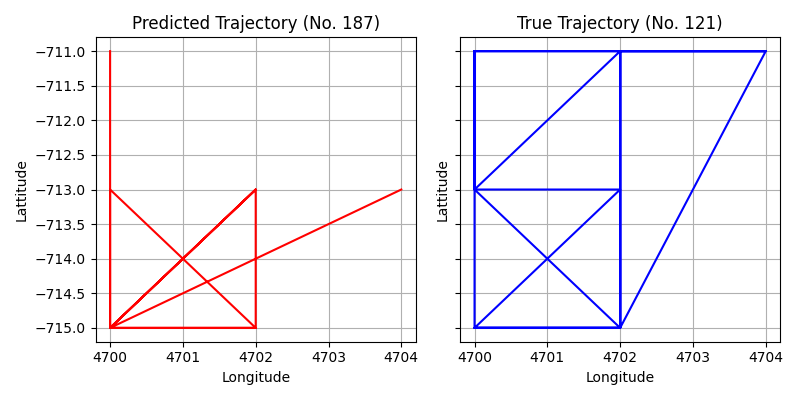 Predicted Trajectory (No. 187)
True Trajectory (No. 121)
−711.0
−711.5
−712.0
−712.5
−713.0
−713.5
−714.0
−714.5
−715.0
Lattitude
Lattitude
4700 4701 4702 4703 4704
4700 4701 4702 4703 4704
Longitude
Longitude